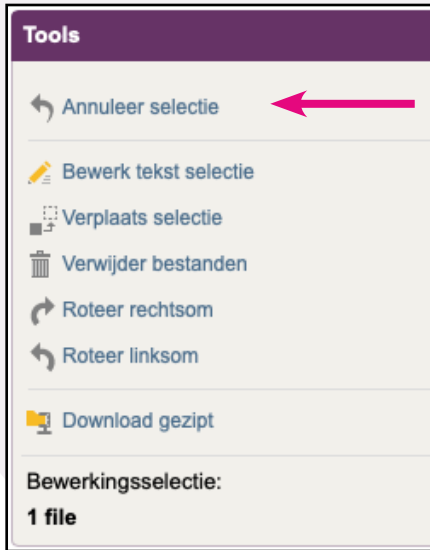 Tools
Annuleer selectie
Bewerk tekst selectie
Verplaats selectie
Verwijder bestanden
Roteer rechtsom
Roteer linksom
Download gezipt
Bewerkingsselectie:
1 file